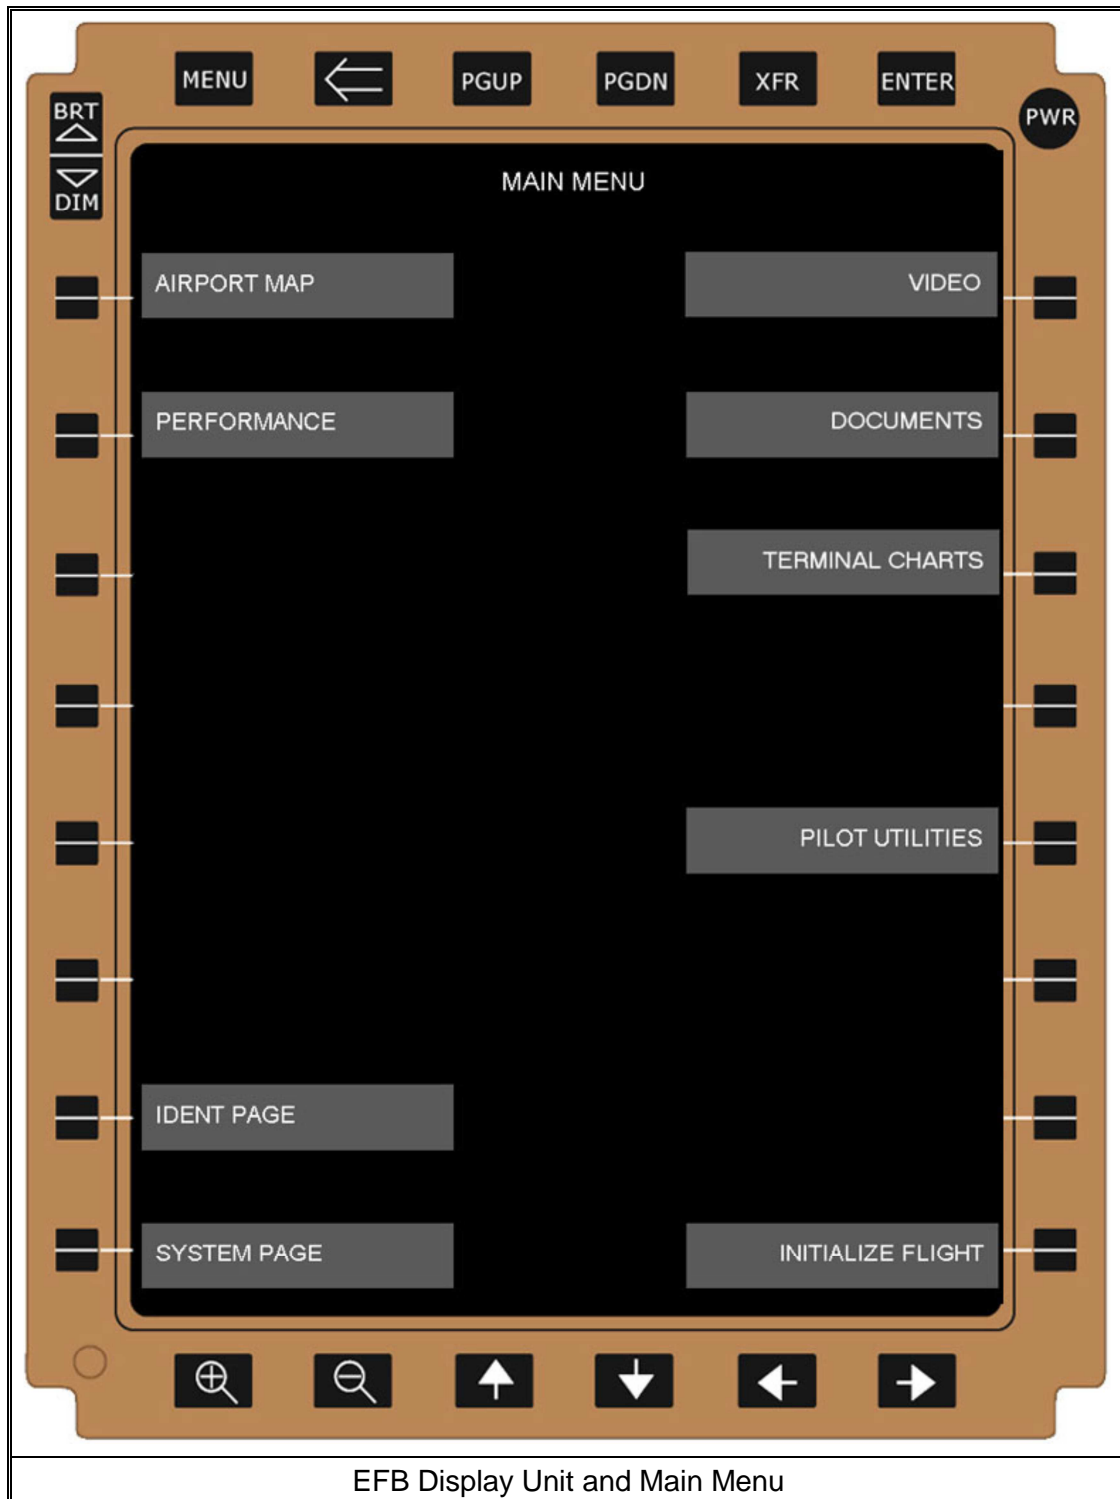 MENU PGUP PGDN XFR ENTER
BRT
DIM
PWR
MAIN MENU
AIRPORT MAP VIDEO
PERFORMANCE DOCUMENTS
TERMINAL CHARTS
PILOT UTILITIES
IDENT PAGE
SYSTEM PAGE INITIALIZE FLIGHT
EFB Display Unit and Main Menu